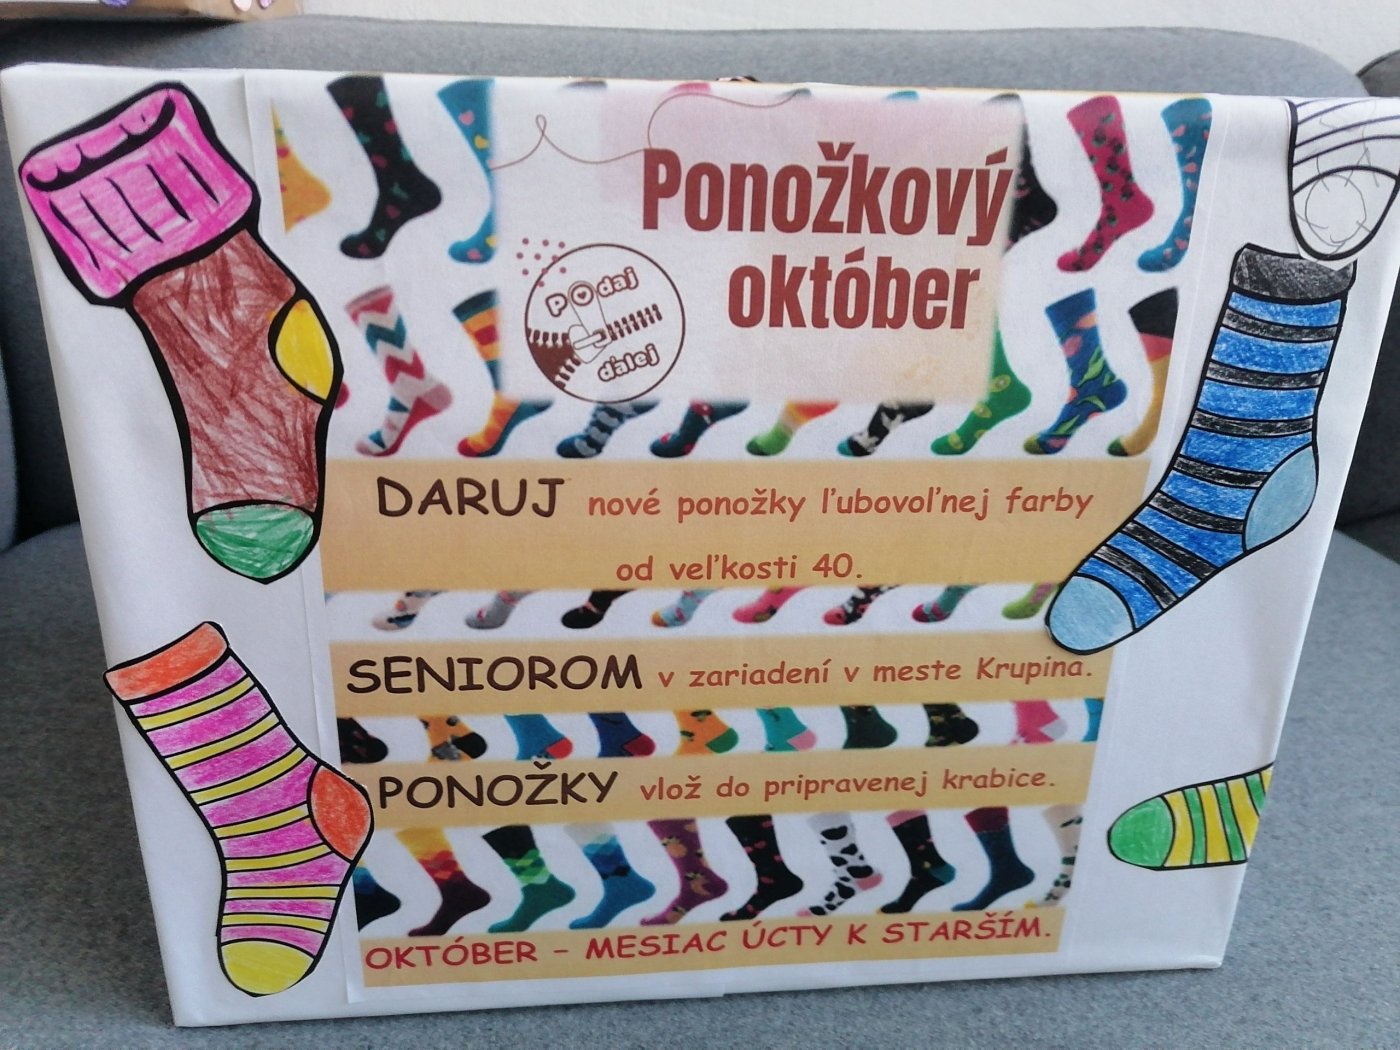 Ponožkový
október
Podaj
ďalej
DARUJ nové ponožky ľubovoľnej farby
od veľkosti 40.
SENIOROM v zariadení v meste Krupina.
PONOŽKY vlož do pripravenej krabice.
OKTÓBER – MESIAC ÚCTY K STARŠÍM.